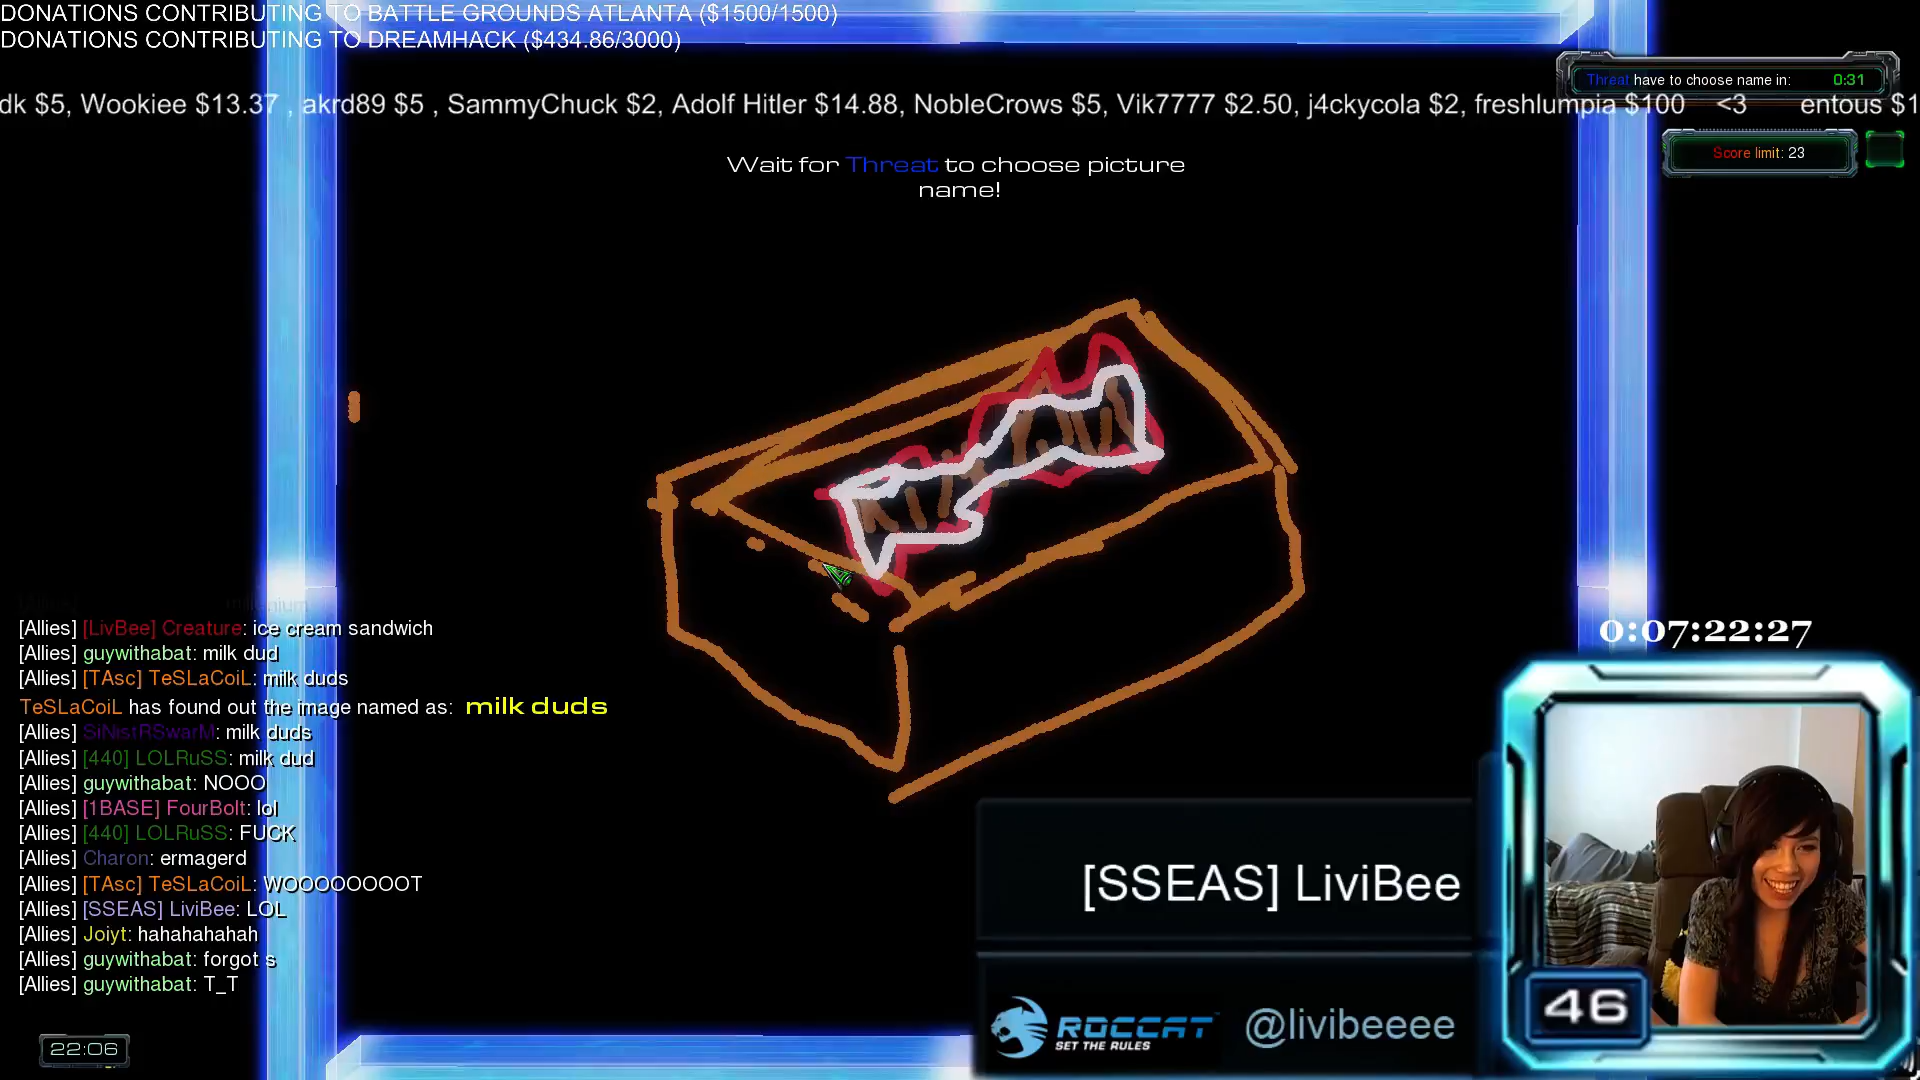 DONATIONS CONTRIBUTING TO BATTLE GROUNDS ATLANTA ($1500/1500)
DONATIONS CONTRIBUTING TO DREAMHACK ($434.86/3000)
Threat have to choose name in: 0:31
dk $5, Wookiee $13.37 , akrd89 $5 , SammyChuck $2, Adolf Hitler $14.88, NobleCrows $5, Vik7777 $2.50, j4ckycola $2, freshlumpia $100 <3 entous $1
Score limit: 23
Wait for Threat to choose picture
name!
[Allies]
[Allies] [LivBee] Creature: ice cream sandwich
[Allies] guywithabat: milk dud
[Allies] [TAsc] TeSLaCoiL: milk duds
TeSLaCoiL has found out the image named as: milk duds
[Allies] SiNistRSwarM: milk duds
[Allies] [440] LOLRuSS: milk dud
[Allies] guywithabat: NOOO
[Allies] [1BASE] FourBolt: lol
[Allies] [440] LOLRuSS: FUCK
[Allies] Charon: ermagerd
[Allies] [TAsc] TeSLaCoiL: WOOOOOOOOT
[Allies] [SSEAS] LiviBee: LOL
[Allies] Joiyt: hahahahahah
[Allies] guywithabat: forgot s
[Allies] guywithabat: T_T
22:06
0:07:22:27
[SSEAS] LiviBee
46
ROCCAT
SET THE RULES
@livibeeee